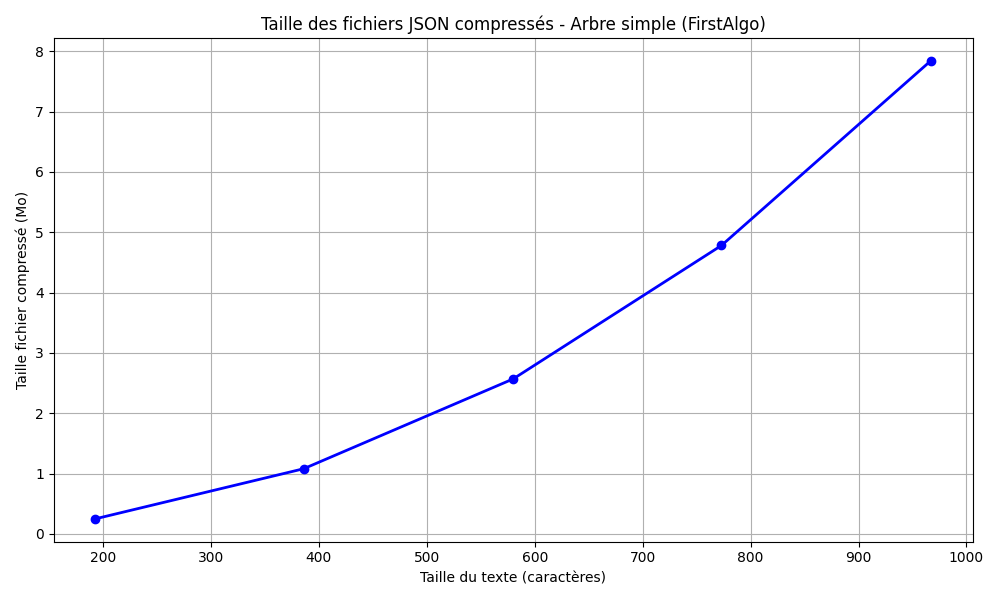 Taille des fichiers JSON compressés - Arbre simple (FirstAlgo)
8
7
6
5
4
3
2
1
0
Taille fichier compressé (Mo)
200 300 400 500 600 700 800 900 1000
Taille du texte (caractères)